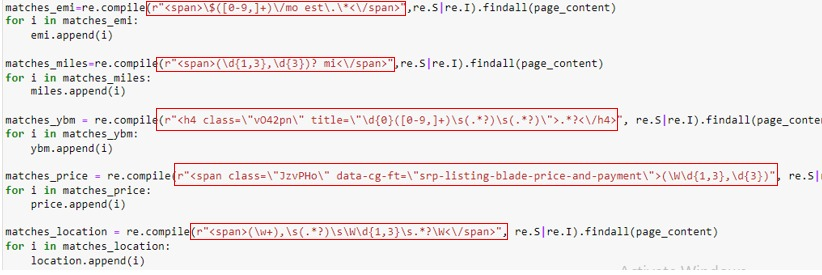 matches_emi=re.compile(r"<span>\$([0-9,]+)\/mo est\.\*<\/span>",re.S|re.I).findall(page_content)
for i in matches_emi:
    emi.append(i)
matches_miles=re.compile(r"<span>(\d{1,3},\d{3})? mi<\/span>",re.S|re.I).findall(page_content)
for i in matches_miles:
    miles.append(i)
matches_ybm = re.compile(r"<h4 class=\"vO42pn\" title=\"\d{0}([0-9,]+)\s(.*?)\s(.*?)\">.*?<\/h4>", re.S|re.I).findall(page_conten
for i in matches_ybm:
    ybm.append(i)
matches_price = re.compile(r"<span class=\"JzvPHo\" data-cg-ft=\"srp-listing-blade-price-and-payment\">(\W\d{1,3},\d{3})", re.S|
for i in matches_price:
    price.append(i)
matches_location = re.compile(r"<span>(\w+),\s(.*?)\s\W\d{1,3}\s.*?\W<\/span>", re.S|re.I).findall(page_content)
for i in matches_location:
    location.append(i)